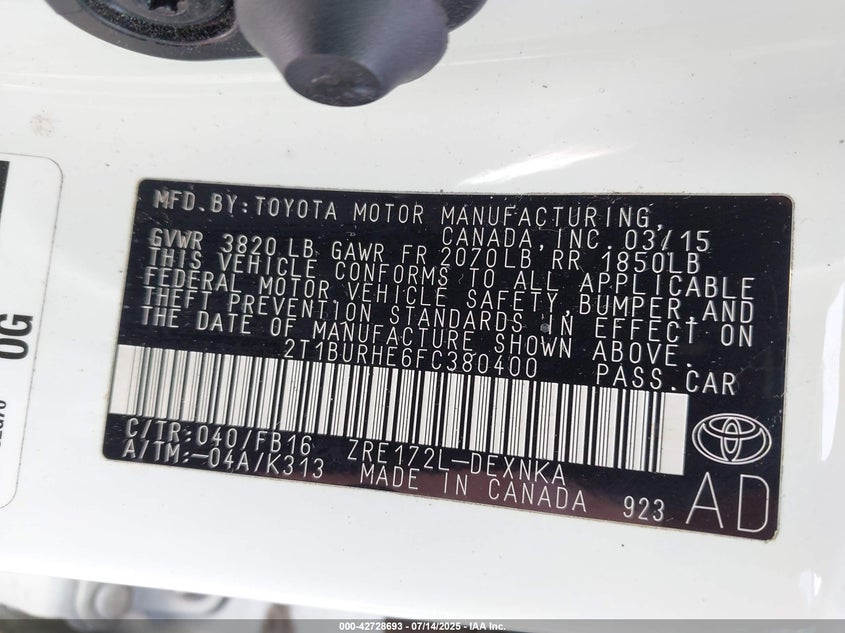 MFD. BY: TOYOTA MOTOR MANUFACTURING,
CANADA, INC. 03/15
GVWR 3820 LB GAWR FR 2070LB RR 1850LB
THIS VEHICLE CONFORMS TO ALL APPLICABLE
FEDERAL MOTOR VEHICLE SAFETY, BUMPER, AND
THEFT PREVENTION STANDARDS IN EFFECT ON
THE DATE OF MANUFACTURE SHOWN ABOVE.
2T1BURHE6FC380400 PASS. CAR
C/TR: 040/FB16 ZRE172L-DEXNKA
A/TM: -04A/K313 MADE IN CANADA 923 AD
0G
000-42728693 07/14/2025 - IAA Inc.